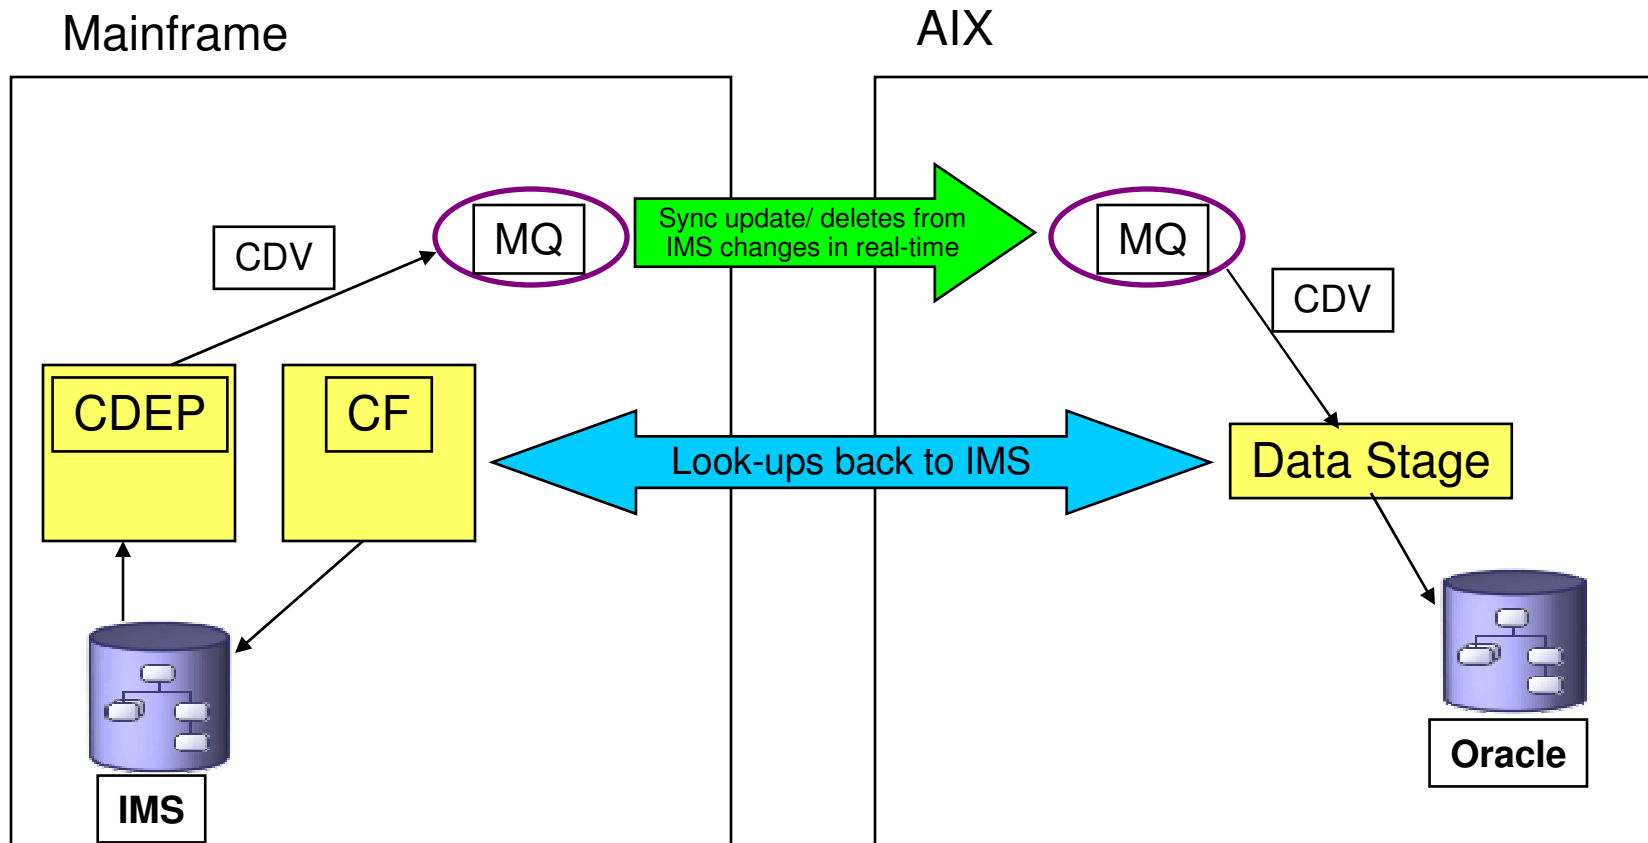 Mainframe
AIX
MQ
Sync update/ deletes from
IMS changes in real-time
MQ
CDV
CDV
CDEP
CF
Look-ups back to IMS
Data Stage
Oracle
IMS